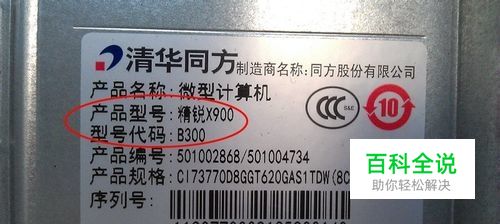 清华同方 制造商名称：同方股份有限公司
产品名称：微型计算机
产品型号：精锐X900
型号代码：B300
产品编号：501002868/501004734
产品规格：CI73770D8GGT620GAS1TDW(8C
序列号：
CCC S&E
10
百科全说
助你轻松解决